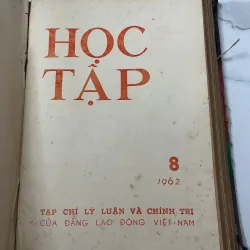 HỌC
TẬP
8
1962
TẠP CHÍ LÝ LUẬN VÀ CHÍNH TRỊ
CỦA ĐẢNG LAO ĐỘNG VIỆT-NAM